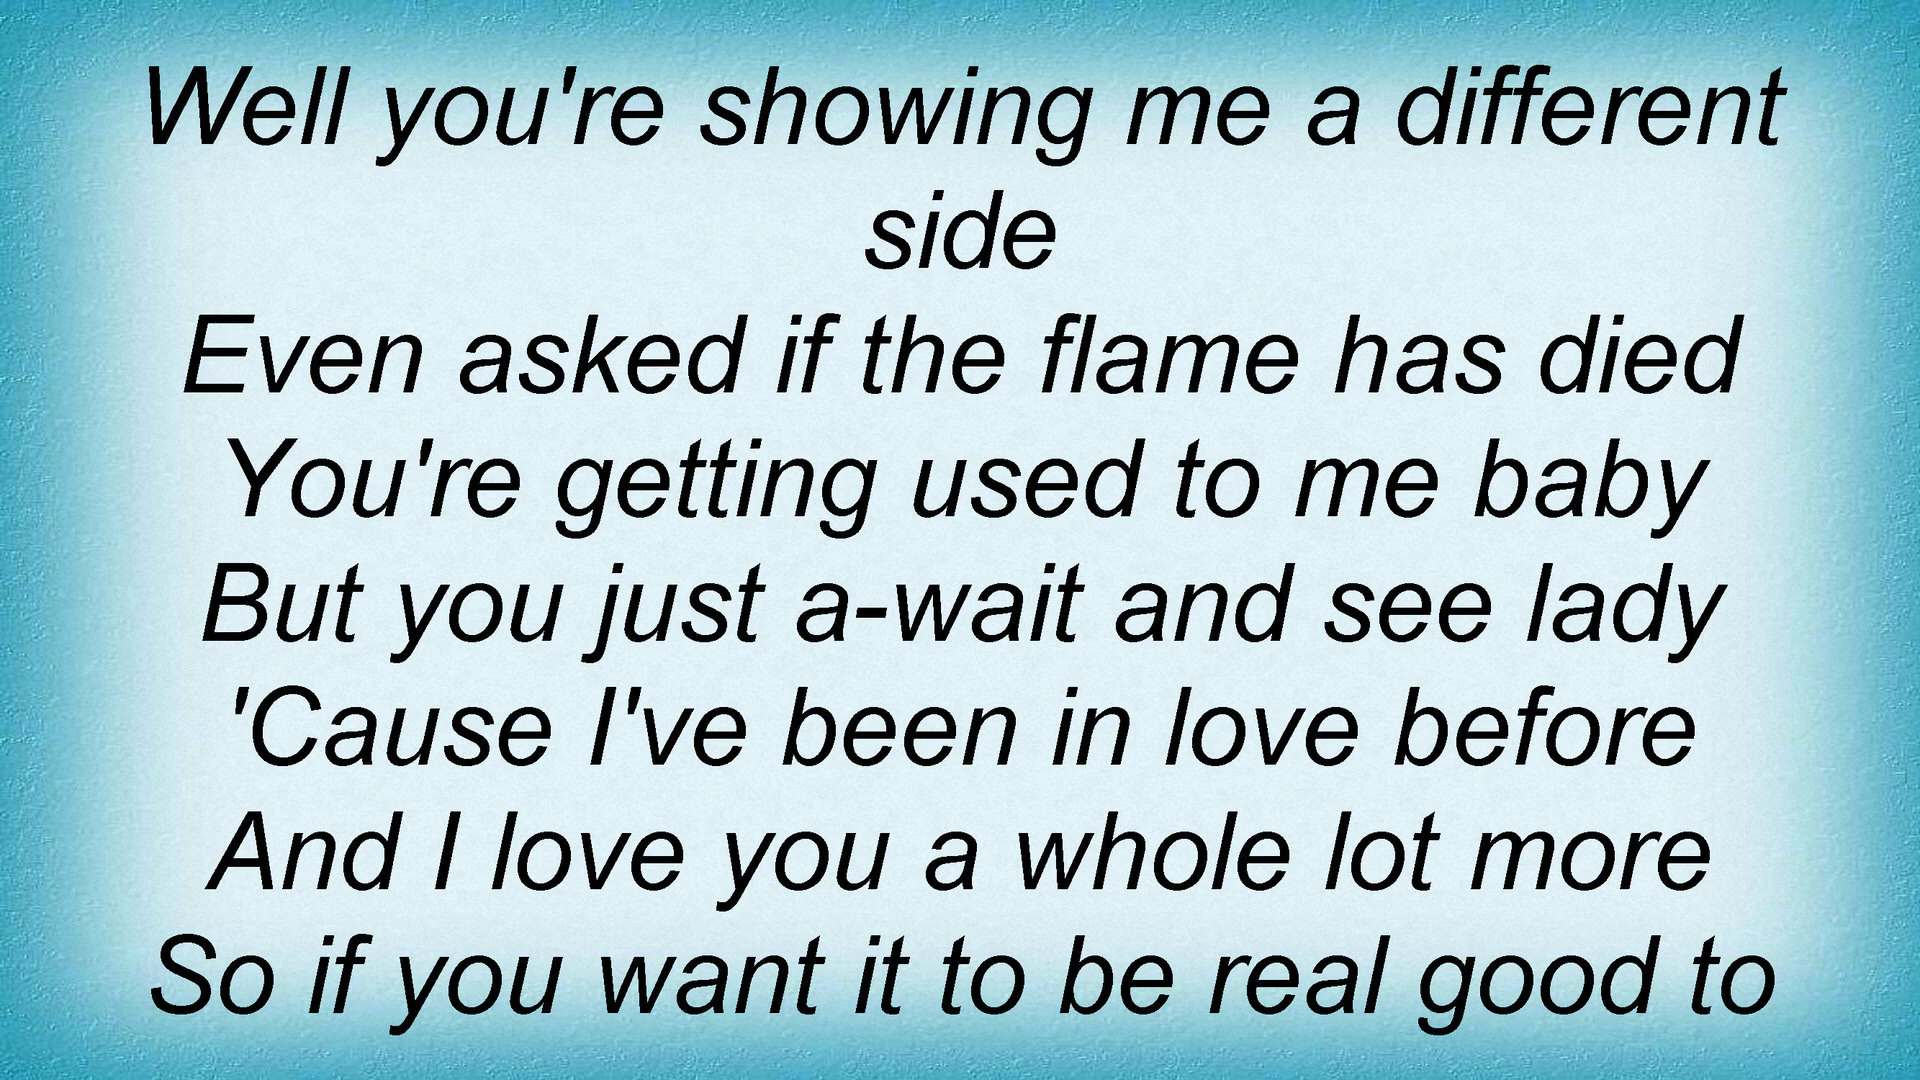 Well you're showing me a different
side
Even asked if the flame has died
You're getting used to me baby
But you just a-wait and see lady
'Cause I've been in love before
And I love you a whole lot more
So if you want it to be real good to